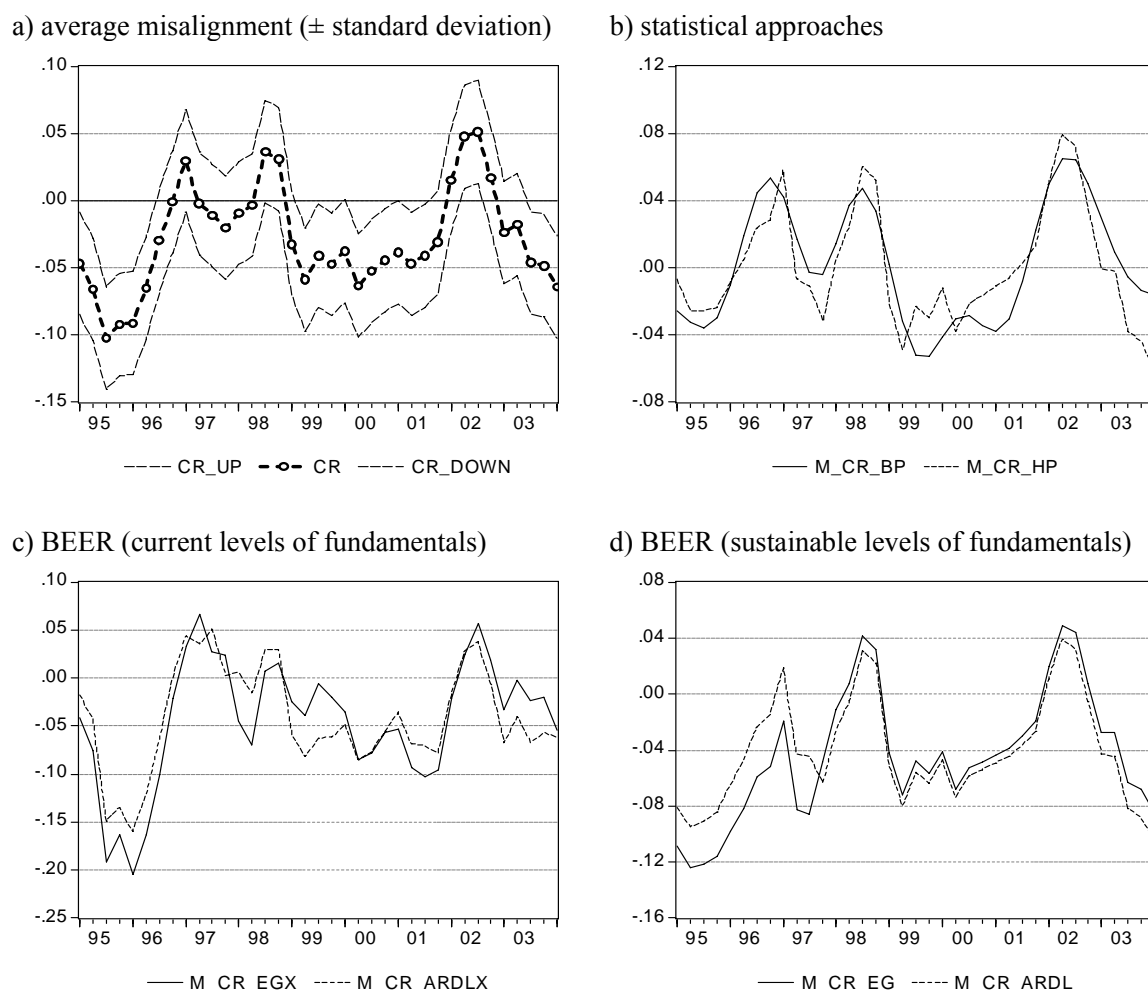 a) average misalignment (± standard deviation)
.10
.05
.00
-.05
-.10
-.15
95 96 97 98 99 00 01 02 03
CR_UP CR CR_DOWN
b) statistical approaches
.12
.08
.04
.00
-.04
-.08
95 96 97 98 99 00 01 02 03
M_CR_BP M_CR_HP
c) BEER (current levels of fundamentals)
.10
.05
.00
-.05
-.10
-.15
-.20
-.25
95 96 97 98 99 00 01 02 03
M_CR_EGX M_CR_ARDLX
d) BEER (sustainable levels of fundamentals)
.08
.04
.00
-.04
-.08
-.12
-.16
95 96 97 98 99 00 01 02 03
M_CR_EG M_CR_ARDL